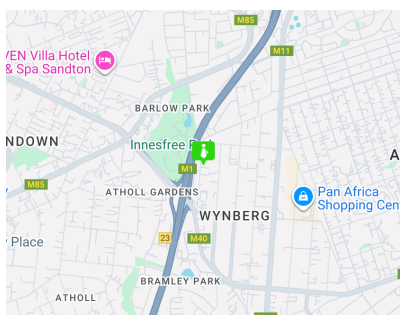 M85
M11
VEN Villa Hotel
& Spa Sandton
BARLOW PARK
Innesfree P
NDOWN
M1
M85
ATHOLL GARDENS
Pan Africa
Shopping Cen
WYNBERG
Place
23
M40
BRAMLEY PARK
ATHOLL
M60